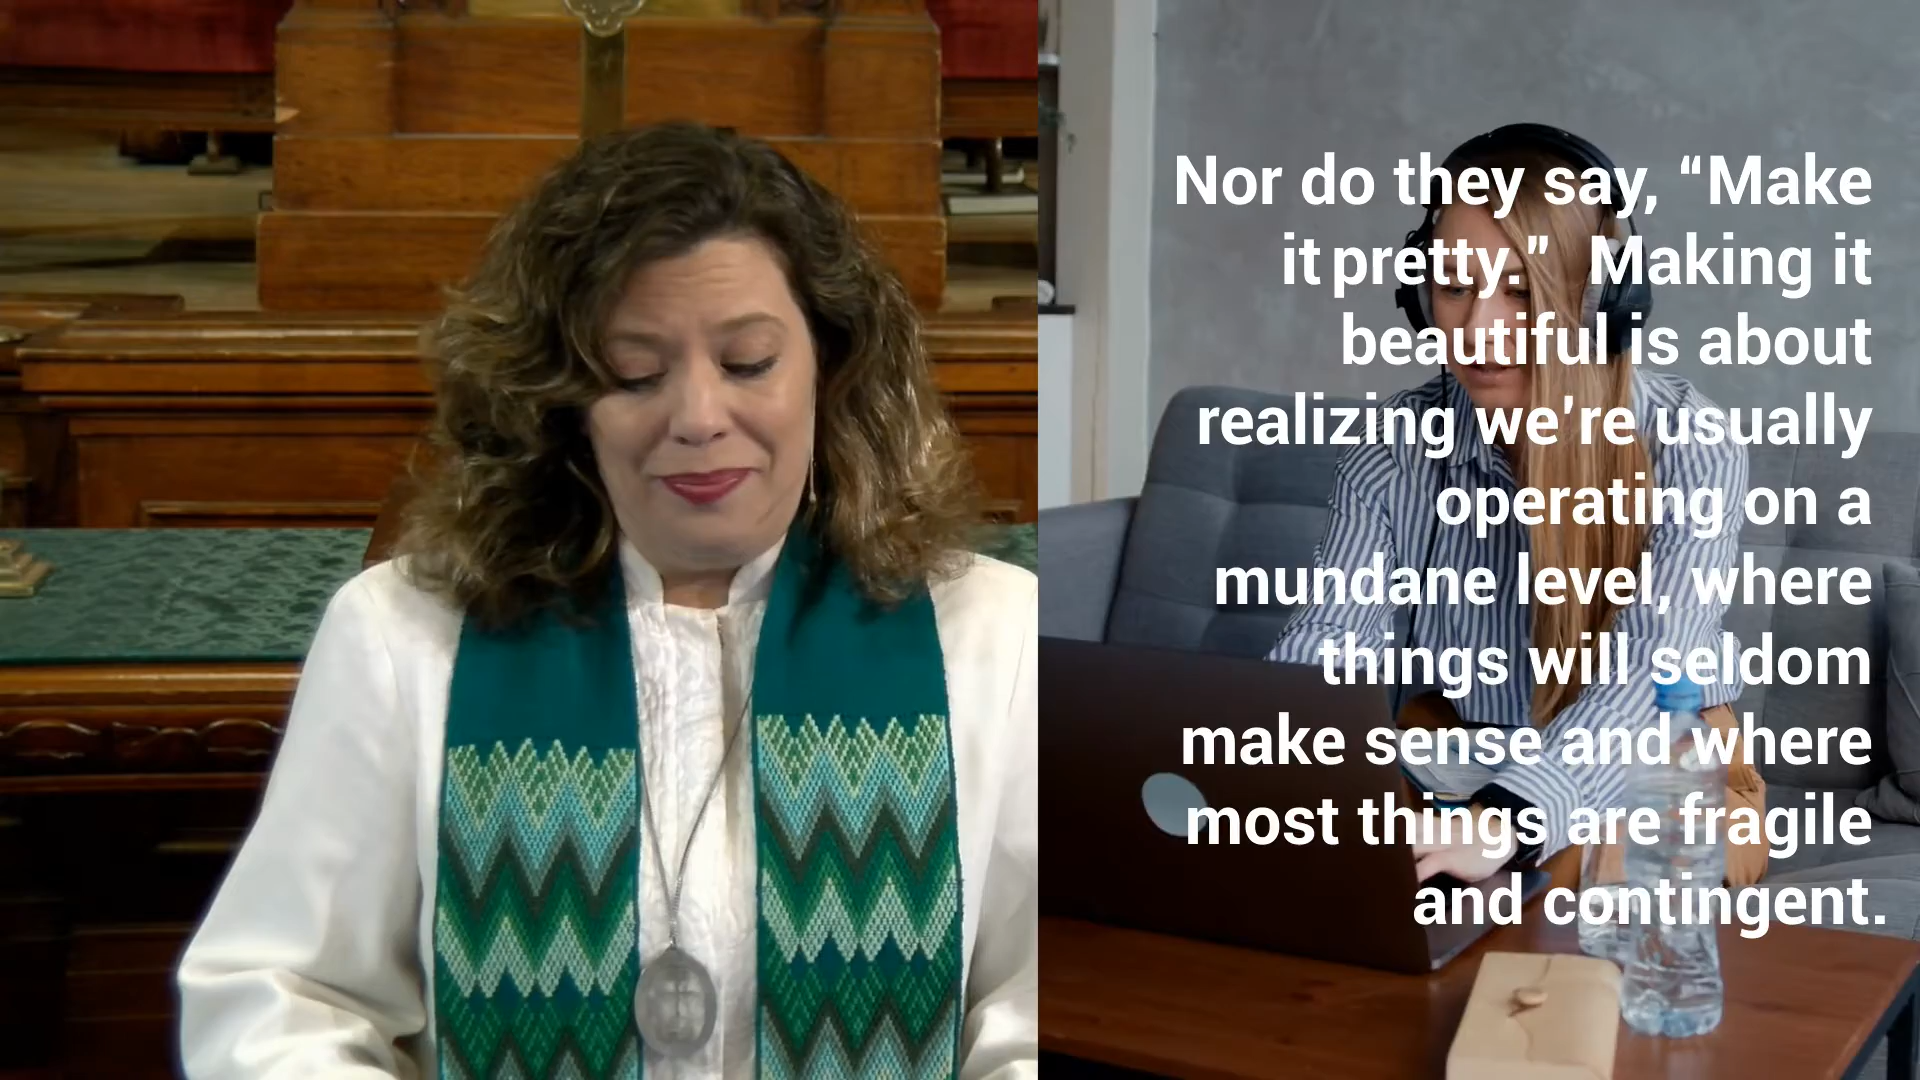 Nor do they say, “Make
it pretty.”  Making it
beautiful is about
realizing we’re usually
operating on a
mundane level, where
things will seldom
make sense and where
most things are fragile
and contingent.